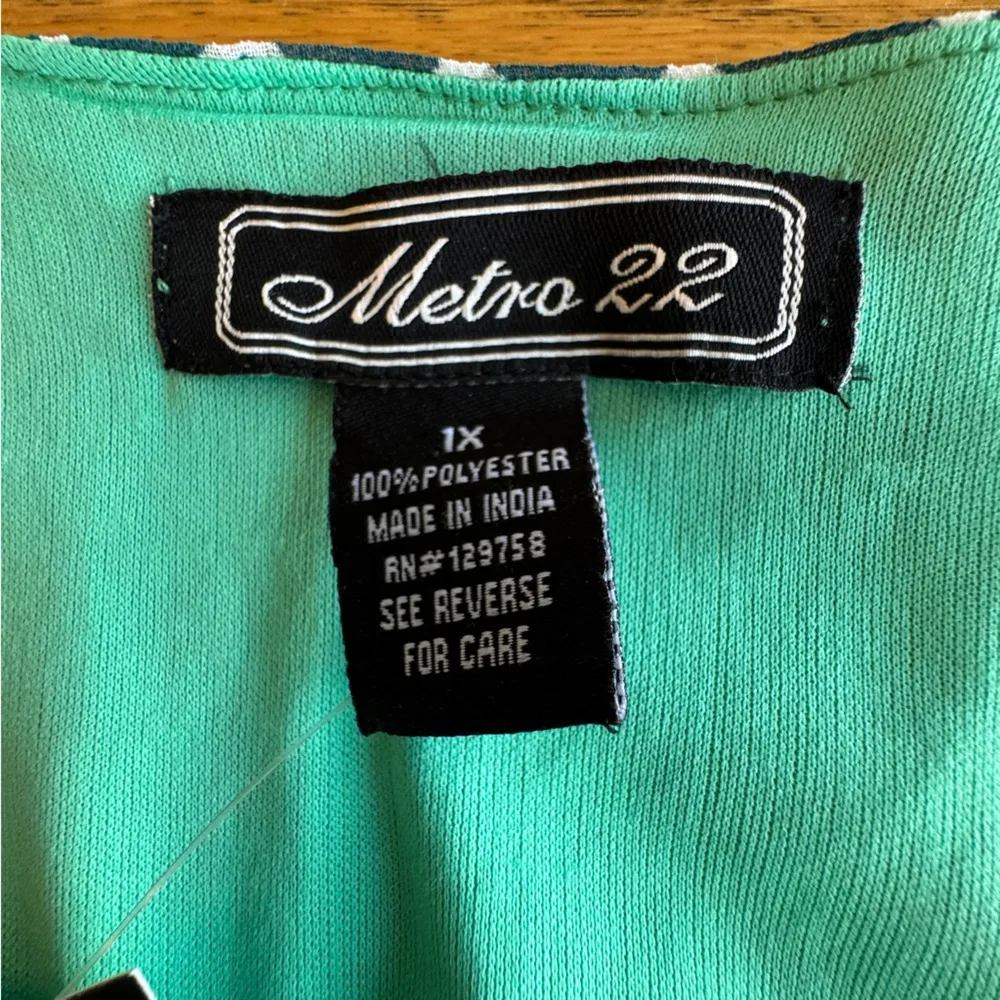 Metro 22
1X
100% POLYESTER
MADE IN INDIA
RN#129758
SEE REVERSE
FOR CARE